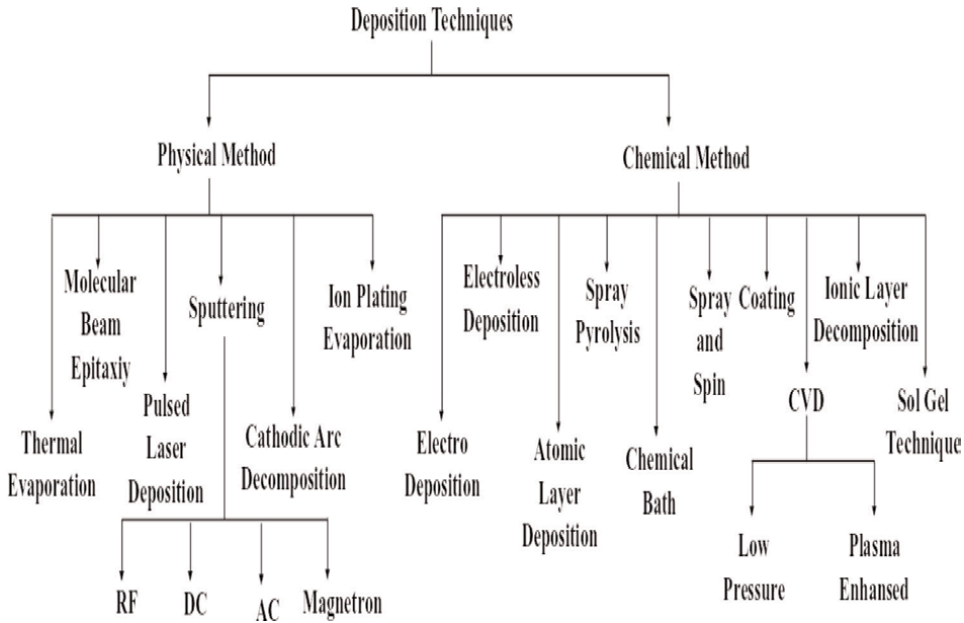 Deposition Techniques
Physical Method
Chemical Method
Molecular
Beam
Epitaxiy
Sputtering
Ion Plating
Evaporation
Thermal
Evaporation
Pulsed
Laser
Deposition
Cathodic Arc
Decomposition
RF
DC
AC
Magnetron
Electroless
Deposition
Spray
Pyrolysis
Spray
and
Spin
Coating
Ionic Layer
Decomposition
Electro
Deposition
Atomic
Layer
Deposition
Chemical
Bath
CVD
Sol Gel
Technique
Low
Pressure
Plasma
Enhansed